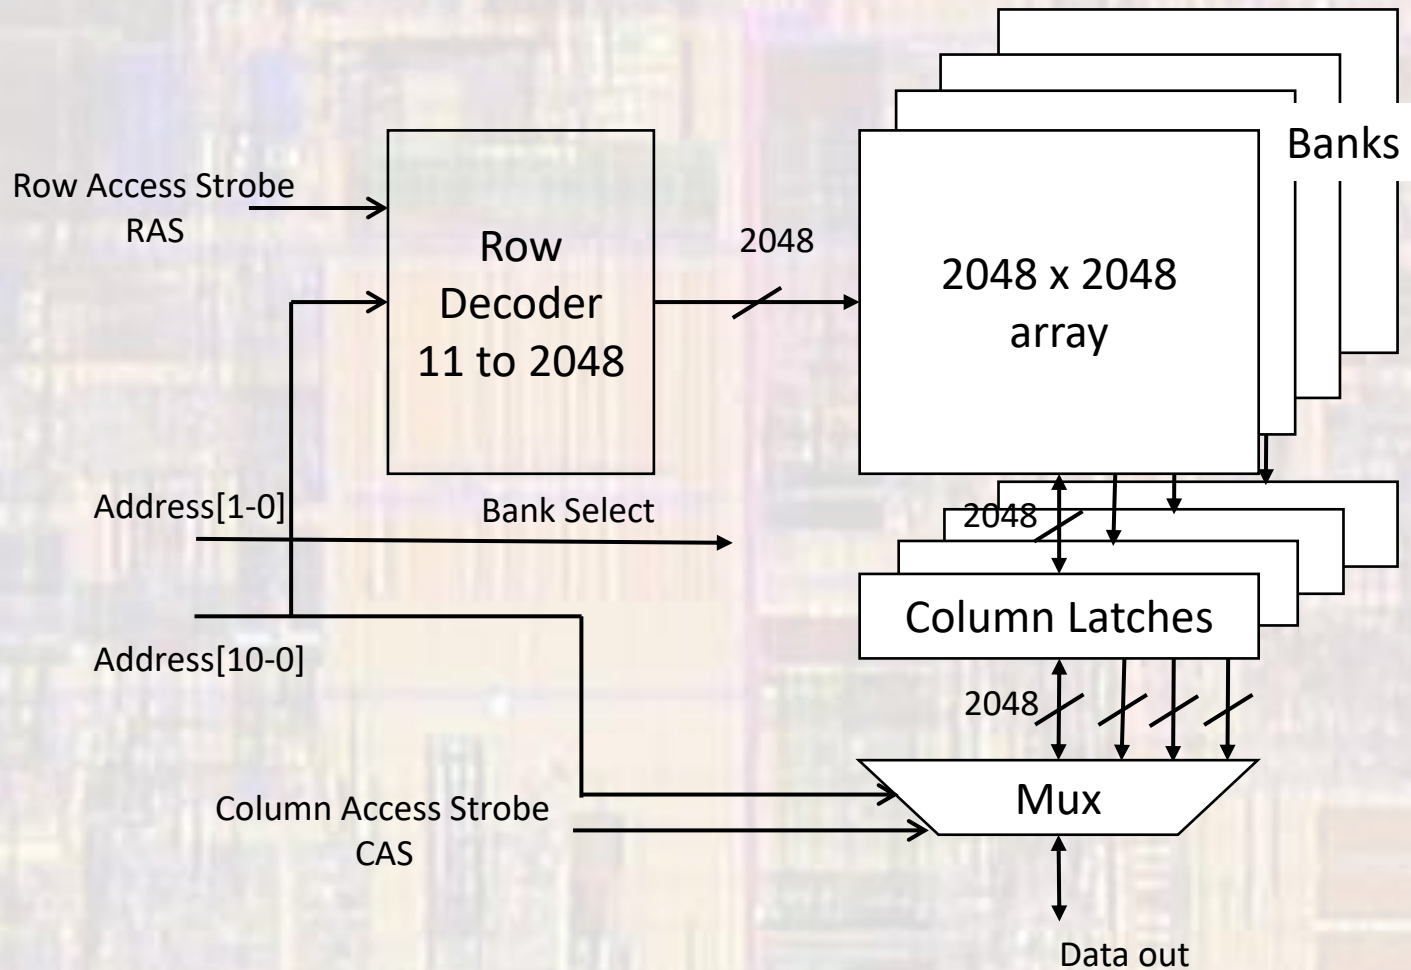 Banks
Row Access Strobe
RAS
Row
Decoder
11 to 2048
2048
2048 x 2048
array
Address[1-0]
Bank Select
2048
Column Latches
Address[10-0]
2048
Column Access Strobe
CAS
Mux
Data out